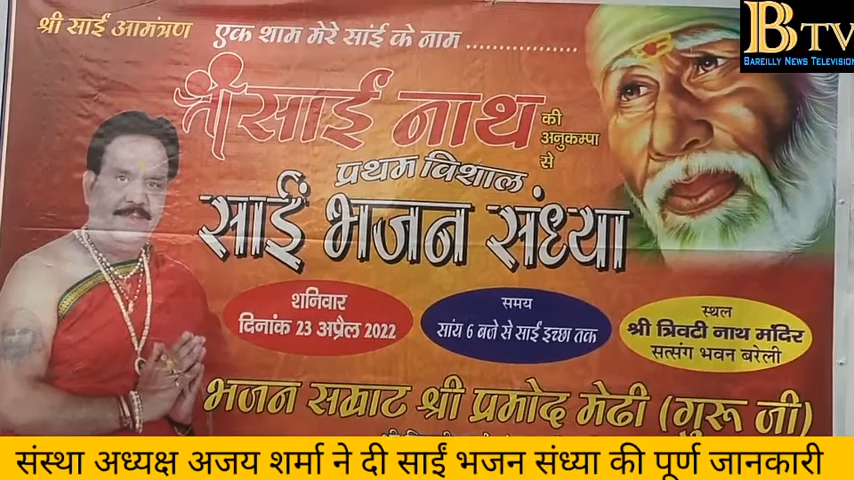 श्री साईं आमंत्रण
एक शाम मेरे सांई के नाम ..................
BTV
BAREILLY NEWS TELEVISION
श्री साईं नाथ की अनुकम्पा से
प्रथम विशाल
साईं भजन संध्या
शनिवार
दिनांक 23 अप्रैल 2022
समय
सांय 6 बजे से साईं इच्छा तक
स्थल
श्री त्रिवटी नाथ मंदिर
सत्संग भवन बरेली
भजन सम्राट श्री प्रमोद मेढी (गुरू जी)
संस्था अध्यक्ष अजय शर्मा ने दी साईं भजन संध्या की पूर्ण जानकारी